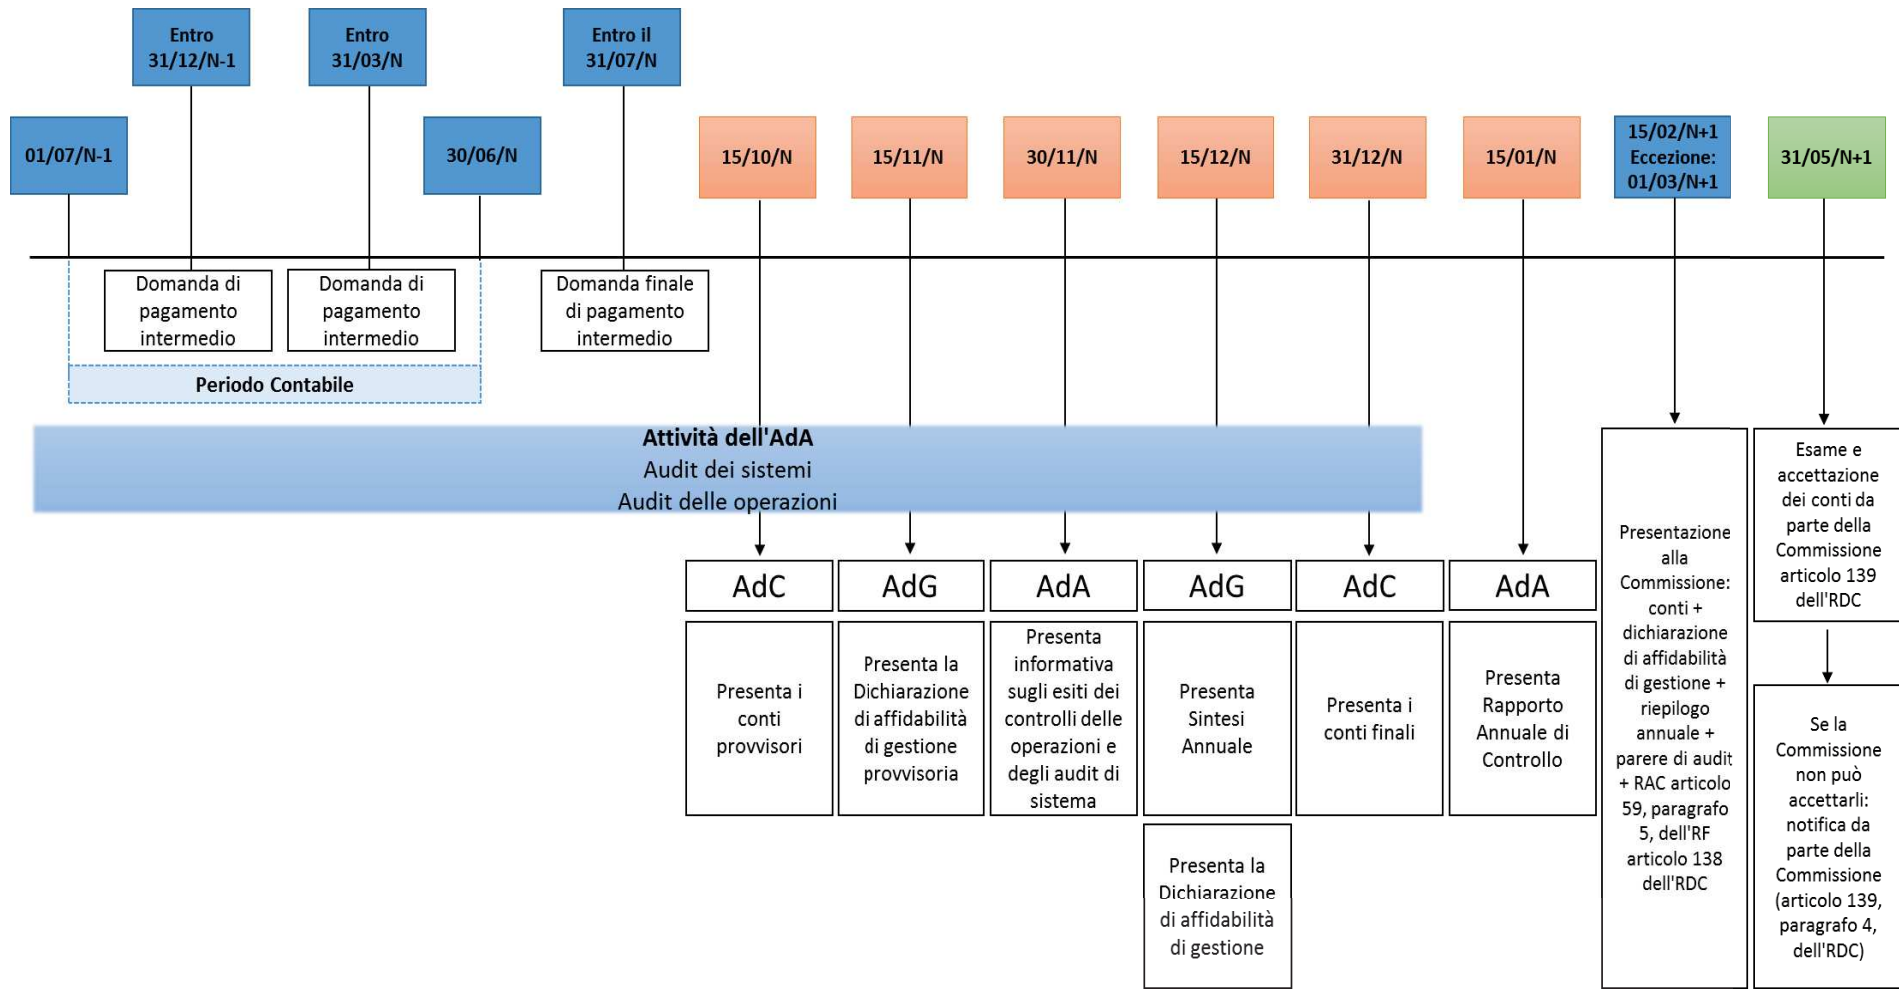 Entro
31/12/N-1
Entro
31/03/N
Entro il
31/07/N
01/07/N-1
30/06/N
15/10/N
15/11/N
30/11/N
15/12/N
31/12/N
15/01/N
15/02/N+1
Eccezione:
01/03/N+1
31/05/N+1
Domanda di
pagamento
intermedio
Domanda di
pagamento
intermedio
Domanda finale
di pagamento
intermedio
Periodo Contabile
Attività dell'AdA
Audit dei sistemi
Audit delle operazioni
AdC
Presenta i
conti
provvisori
AdG
Presenta la
Dichiarazione
di affidabilità
di gestione
provvisoria
AdA
Presenta
informativa
sugli esiti dei
controlli delle
operazioni e
degli audit di
sistema
AdG
Presenta
Sintesi
Annuale
Presenta la
Dichiarazione
di affidabilità
di gestione
AdC
Presenta i
conti finali
AdA
Presenta
Rapporto
Annuale di
Controllo
Presentazione
alla
Commissione:
conti +
dichiarazione
di affidabilità
di gestione +
riepilogo
annuale +
parere di audit
+ RAC articolo
59, paragrafo
5, dell'RF
articolo 138
dell'RDC
Esame e
accettazione
dei conti da
parte della
Commissione
articolo 139
dell'RDC
Se la
Commissione
non può
accettarli:
notifica da
parte della
Commissione
(articolo 139,
paragrafo 4,
dell'RDC)